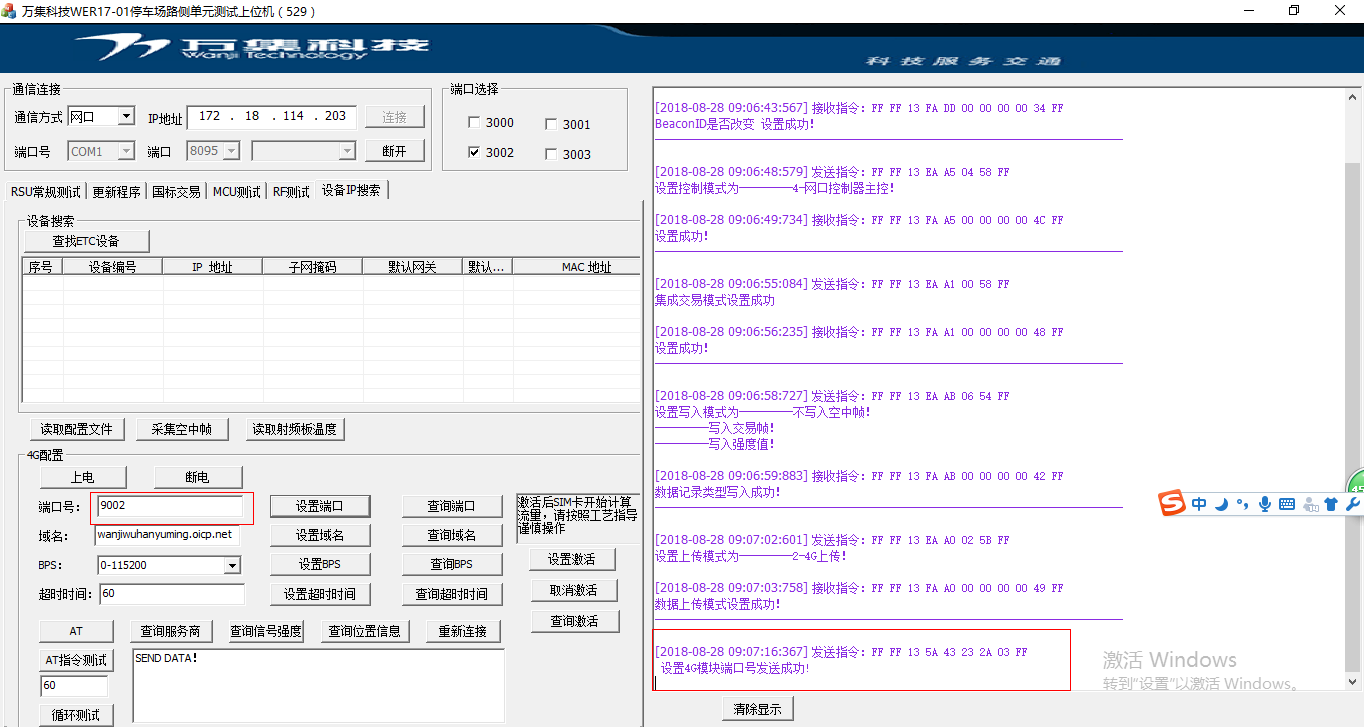 万集科技WER17-01停车场路侧单元测试上位机（529）
万集科技
Wanji Technology
科技服务交通
通信连接
通信方式 网口 IP地址 172 . 18 . 114 . 203 连接
端口号 COM1 端口 8095 断开
端口选择
3000 3001
3002 3003
RSU常规测试 更新程序 国标交易 MCU测试 RF测试 设备IP搜索
设备搜索
查找ETC设备
序号 设备编号 IP 地址 子网掩码 默认网关 默认... MAC 地址
读取配置文件 采集空中帧 读取射频板温度
4G配置
上电 断电
端口号： 9002 设置端口 查询端口
域名： wanjiwuhanyuming.oicp.net 设置域名 查询域名
BPS： 0-115200 设置BPS 查询BPS
超时时间： 60 设置超时时间 查询超时时间
激活后SIM卡开始计算
流量，请按照工艺指导
谨慎操作
设置激活
取消激活
查询激活
AT 查询服务商 查询信号强度 查询位置信息 重新连接
AT指令测试
60
循环测试
SEND DATA!
[2018-08-28 09:06:43:567] 接收指令: FF FF 13 FA DD 00 00 00 00 34 FF
BeaconID是否改变 设置成功!
[2018-08-28 09:06:48:579] 发送指令: FF FF 13 EA A5 04 58 FF
设置控制模式为————4-网口控制器主控!
[2018-08-28 09:06:49:734] 接收指令: FF FF 13 FA A5 00 00 00 00 4C FF
设置成功!
[2018-08-28 09:06:55:084] 发送指令: FF FF 13 EA A1 00 58 FF
集成交易模式设置成功
[2018-08-28 09:06:56:235] 接收指令: FF FF 13 FA A1 00 00 00 00 48 FF
设置成功!
[2018-08-28 09:06:58:727] 发送指令: FF FF 13 EA AB 06 54 FF
设置写入模式为————不写入空中帧!
————写入交易帧!
————写入强度值!
[2018-08-28 09:06:59:883] 接收指令: FF FF 13 FA AB 00 00 00 00 42 FF
数据记录类型写入成功!
[2018-08-28 09:07:02:601] 发送指令: FF FF 13 EA A0 02 5B FF
设置上传模式为————2-4G上传!
[2018-08-28 09:07:03:758] 接收指令: FF FF 13 FA A0 00 00 00 00 49 FF
数据上传模式设置成功!
[2018-08-28 09:07:16:367] 发送指令: FF FF 13 5A 43 23 2A 03 FF
设置4G模块端口号发送成功!
清除显示
中
激活 Windows
转到"设置"以激活 Windows。